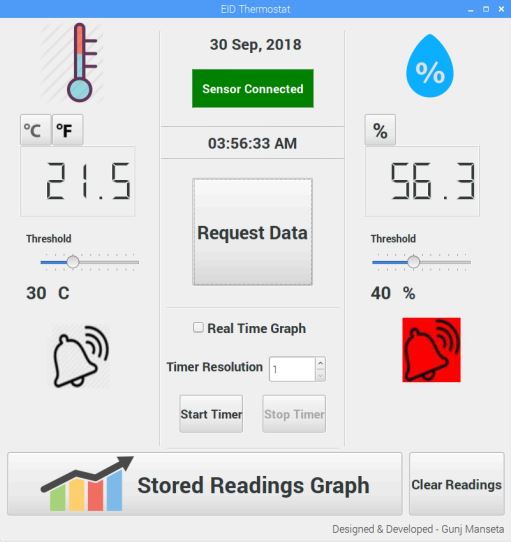 EID Thermostat
30 Sep, 2018
Sensor Connected
%
°C °F
03:56:33 AM
%
21.5
56.3
Request Data
Threshold
Threshold
30 C
40 %
Real Time Graph
Timer Resolution 1
Start Timer Stop Timer
Stored Readings Graph
Clear Readings
Designed & Developed - Gunj Manseta